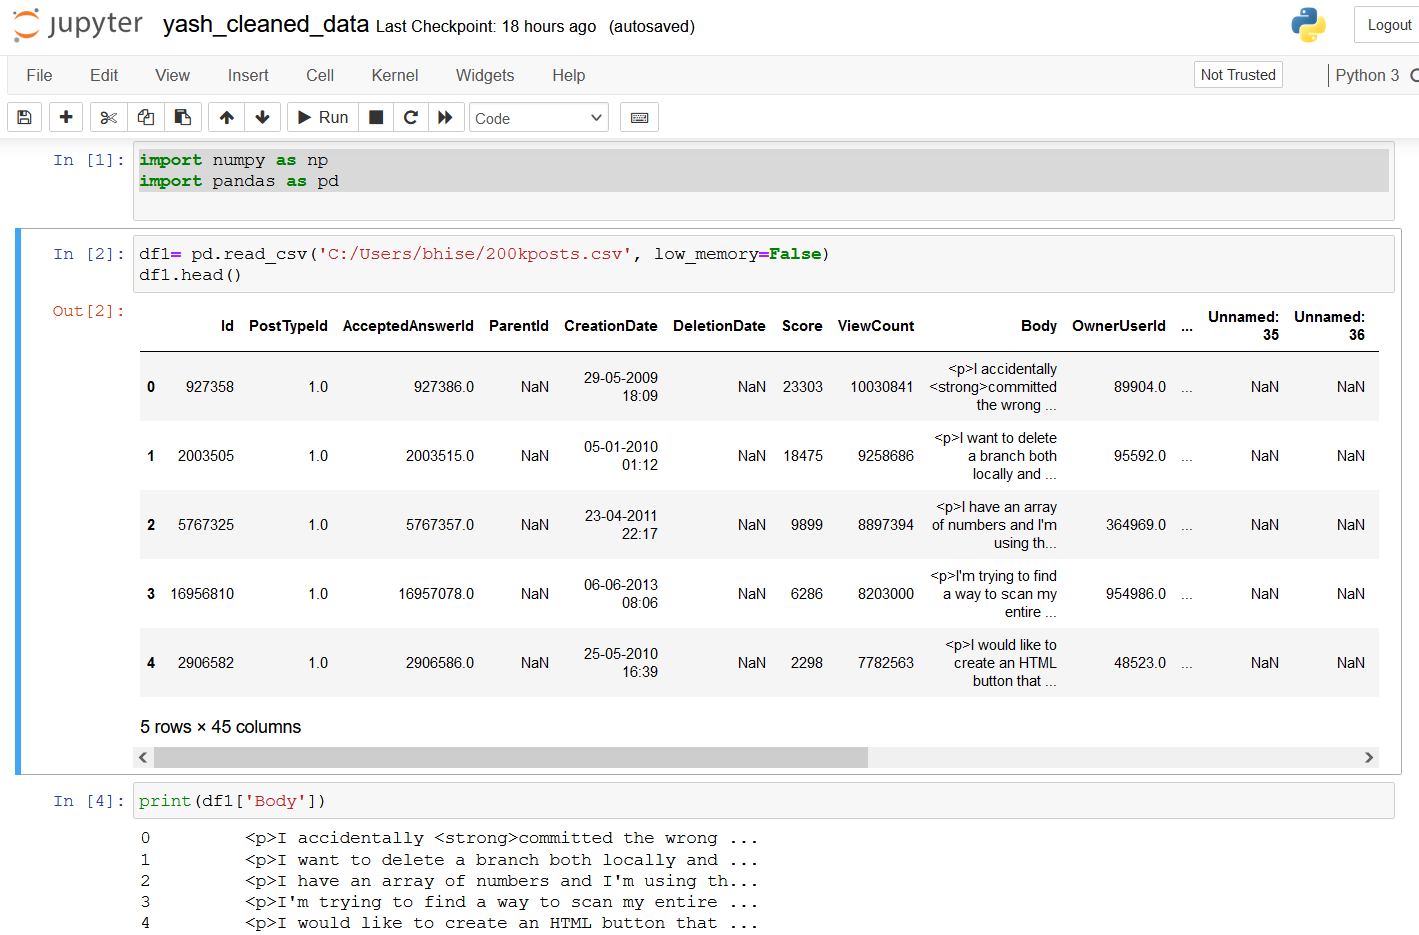 jupyter yash_cleaned_data Last Checkpoint: 18 hours ago (autosaved) Logout
File Edit View Insert Cell Kernel Widgets Help Not Trusted Python 3
Run Code
In [1]: import numpy as np
import pandas as pd
In [2]: df1= pd.read_csv('C:/Users/bhise/200kposts.csv', low_memory=False)
df1.head()
Out[2]:
Id PostTypeId AcceptedAnswerId ParentId CreationDate DeletionDate Score ViewCount Body OwnerUserId ... Unnamed: 35 Unnamed: 36
0 927358 1.0 927386.0 NaN 29-05-2009 18:09 NaN 23303 10030841 <p>I accidentally <strong>committed the wrong ... 89904.0 ... NaN NaN
1 2003505 1.0 2003515.0 NaN 05-01-2010 01:12 NaN 18475 9258686 <p>I want to delete a branch both locally and ... 95592.0 ... NaN NaN
2 5767325 1.0 5767357.0 NaN 23-04-2011 22:17 NaN 9899 8897394 <p>I have an array of numbers and I'm using th... 364969.0 ... NaN NaN
3 16956810 1.0 16957078.0 NaN 06-06-2013 08:06 NaN 6286 8203000 <p>I'm trying to find a way to scan my entire ... 954986.0 ... NaN NaN
4 2906582 1.0 2906586.0 NaN 25-05-2010 16:39 NaN 2298 7782563 <p>I would like to create an HTML button that ... 48523.0 ... NaN NaN
5 rows × 45 columns
In [4]: print(df1['Body'])
0 <p>I accidentally <strong>committed the wrong ...
1 <p>I want to delete a branch both locally and ...
2 <p>I have an array of numbers and I'm using th...
3 <p>I'm trying to find a way to scan my entire ...
4 <p>I would like to create an HTML button that ...